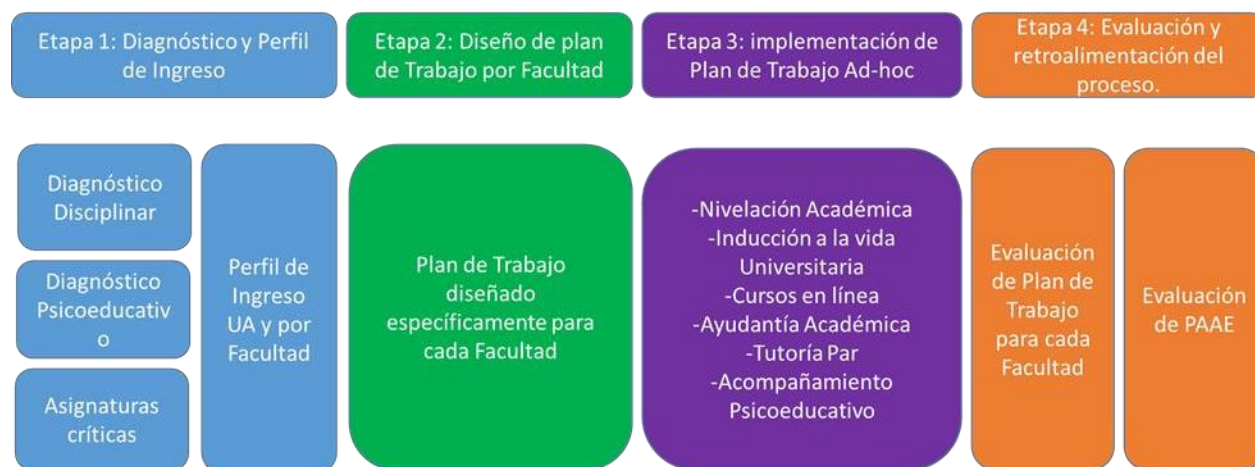 Etapa 1: Diagnóstico y Perfil
de Ingreso
Etapa 2: Diseño de plan
de Trabajo por Facultad
Etapa 3: implementación de
Plan de Trabajo Ad-hoc
Etapa 4: Evaluación y
retroalimentación del
proceso.
Diagnóstico
Disciplinar
Diagnóstico
Psicoeducativ
o
Asignaturas
críticas
Perfil de
Ingreso
UA y por
Facultad
Plan de Trabajo
diseñado
específicamente para
cada Facultad
-Nivelación Académica
-Inducción a la vida
Universitaria
-Cursos en línea
-Ayudantía Académica
-Tutoría Par
-Acompañamiento
Psicoeducativo
Evaluación
de Plan de
Trabajo
para cada
Facultad
Evaluación
de PAAE